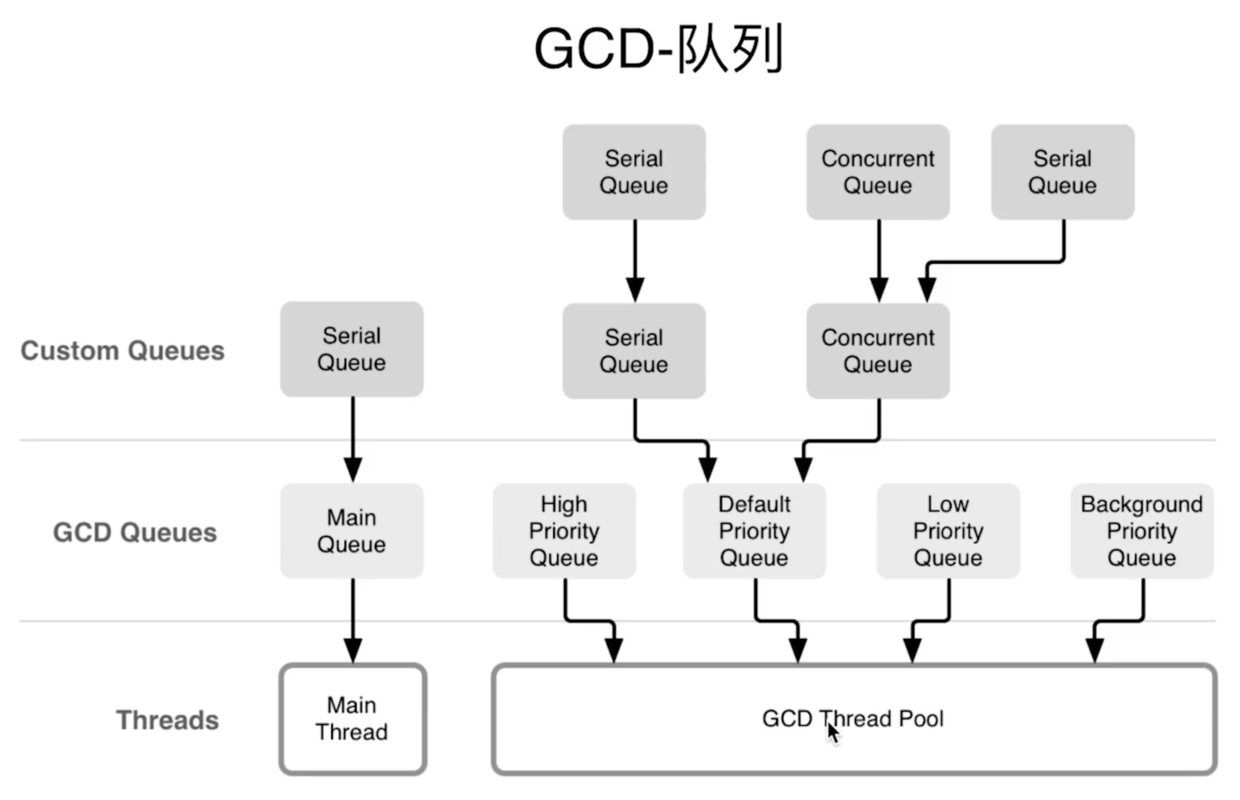 GCD-队列
Serial
Queue
Concurrent
Queue
Serial
Queue
Custom Queues
Serial
Queue
Serial
Queue
Concurrent
Queue
GCD Queues
Main
Queue
High
Priority
Queue
Default
Priority
Queue
Low
Priority
Queue
Background
Priority
Queue
Threads
Main
Thread
GCD Thread Pool